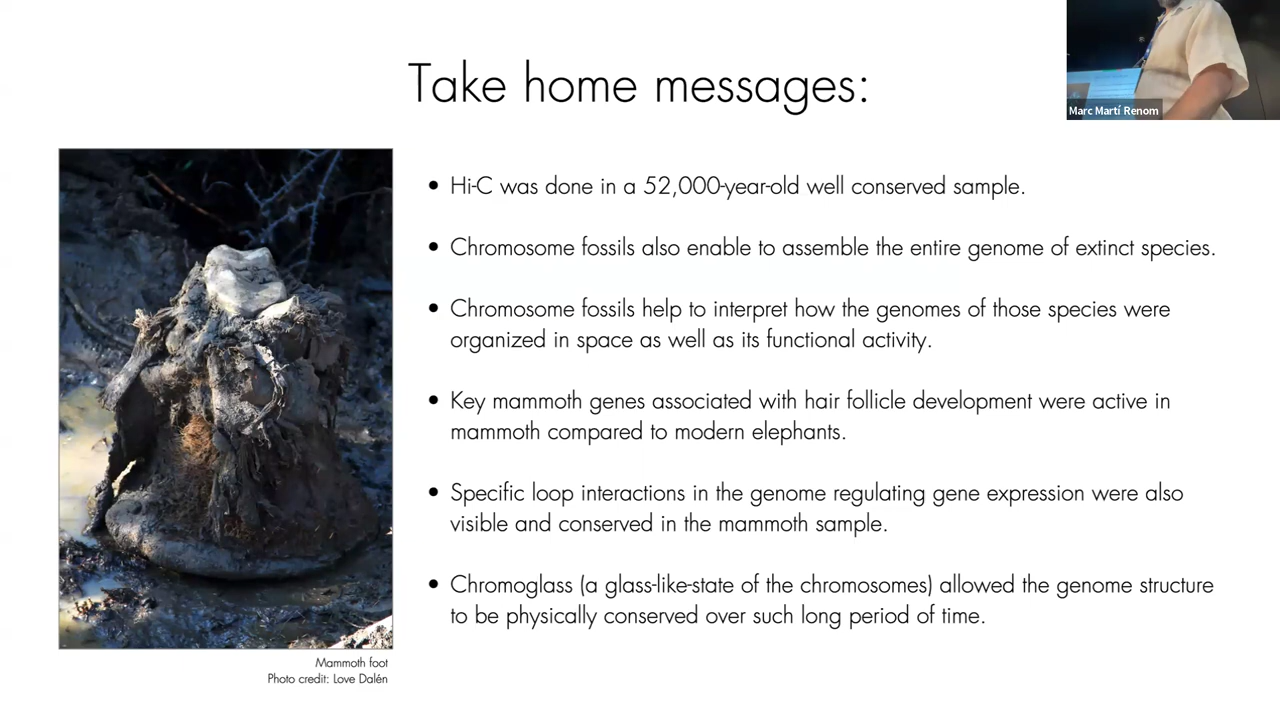 Take home messages:
Marc Martí Renom
• Hi-C was done in a 52,000-year-old well conserved sample.
• Chromosome fossils also enable to assemble the entire genome of extinct species.
• Chromosome fossils help to interpret how the genomes of those species were
organized in space as well as its functional activity.
• Key mammoth genes associated with hair follicle development were active in
mammoth compared to modern elephants.
• Specific loop interactions in the genome regulating gene expression were also
visible and conserved in the mammoth sample.
• Chromoglass (a glass-like-state of the chromosomes) allowed the genome structure
to be physically conserved over such long period of time.
Mammoth foot
Photo credit: Love Dalén